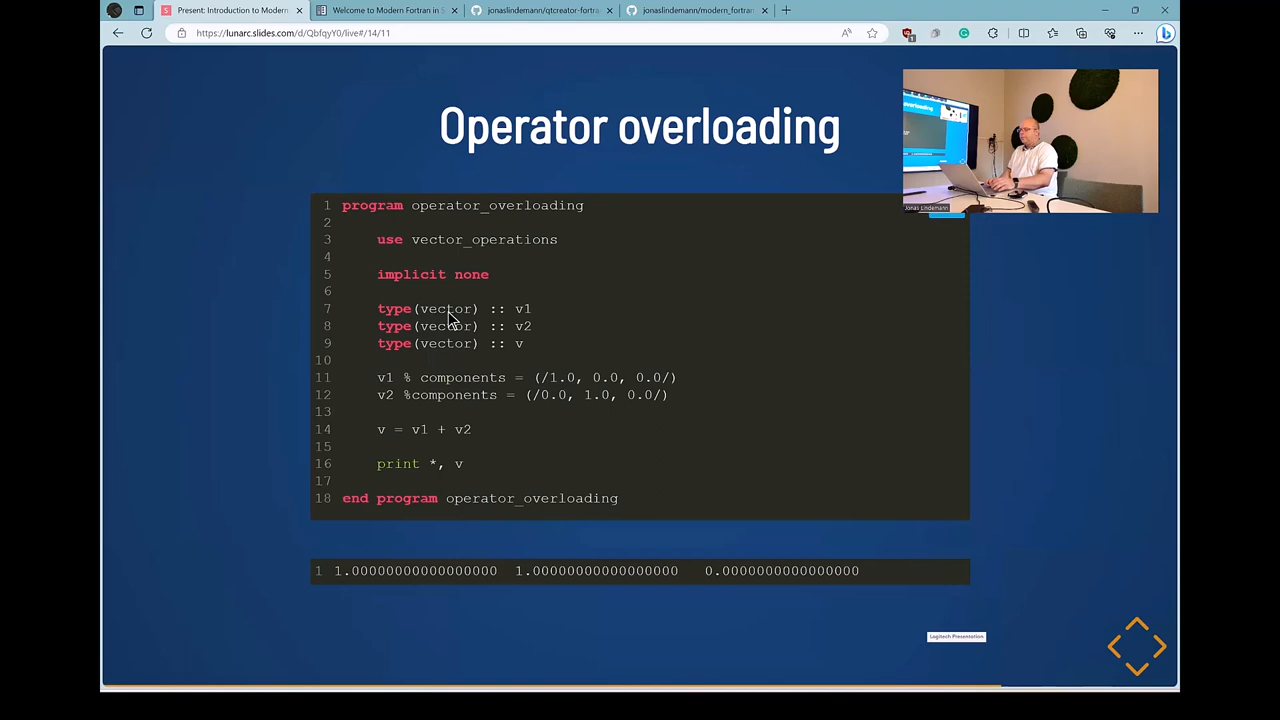 Present: Introduction to Modern
Welcome to Modern Fortran in S
jonaslindemann/qtcreator-fortra
jonaslindemann/modern_fortran
https://lunarc.slides.com/d/QbfqyY0/live#/14/11
Operator overloading
overloading
Jonas Lindemann
1 program operator_overloading
2
3 use vector_operations
4
5 implicit none
6
7 type(vector) :: v1
8 type(vector) :: v2
9 type(vector) :: v
10
11 v1 % components = (/1.0, 0.0, 0.0/)
12 v2 %components = (/0.0, 1.0, 0.0/)
13
14 v = v1 + v2
15
16 print *, v
17
18 end program operator_overloading
1 1.00000000000000000 1.00000000000000000 0.0000000000000000
Logitech Presentation